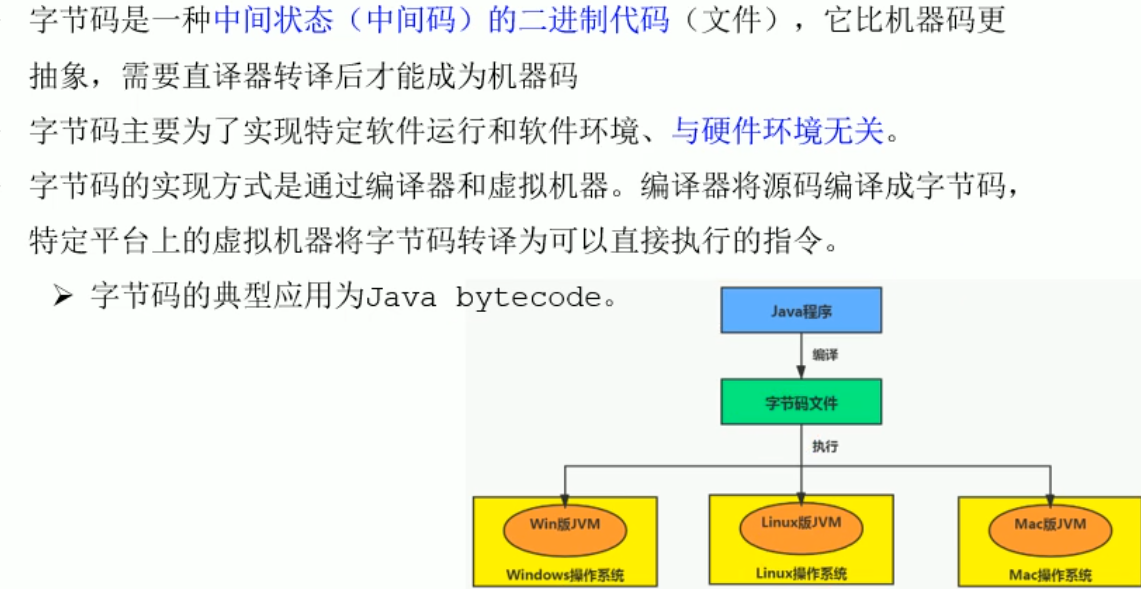 字节码是一种中间状态（中间码）的二进制代码（文件），它比机器码更
抽象，需要直译器转译后才能成为机器码
字节码主要为了实现特定软件运行和软件环境、与硬件环境无关。
字节码的实现方式是通过编译器和虚拟机器。编译器将源码编译成字节码，
特定平台上的虚拟机器将字节码转译为可以直接执行的指令。
➢ 字节码的典型应用为Java bytecode。
Java程序
编译
字节码文件
执行
Win版JVM
Linux版JVM
Mac版JVM
Windows操作系统
Linux操作系统
Mac操作系统